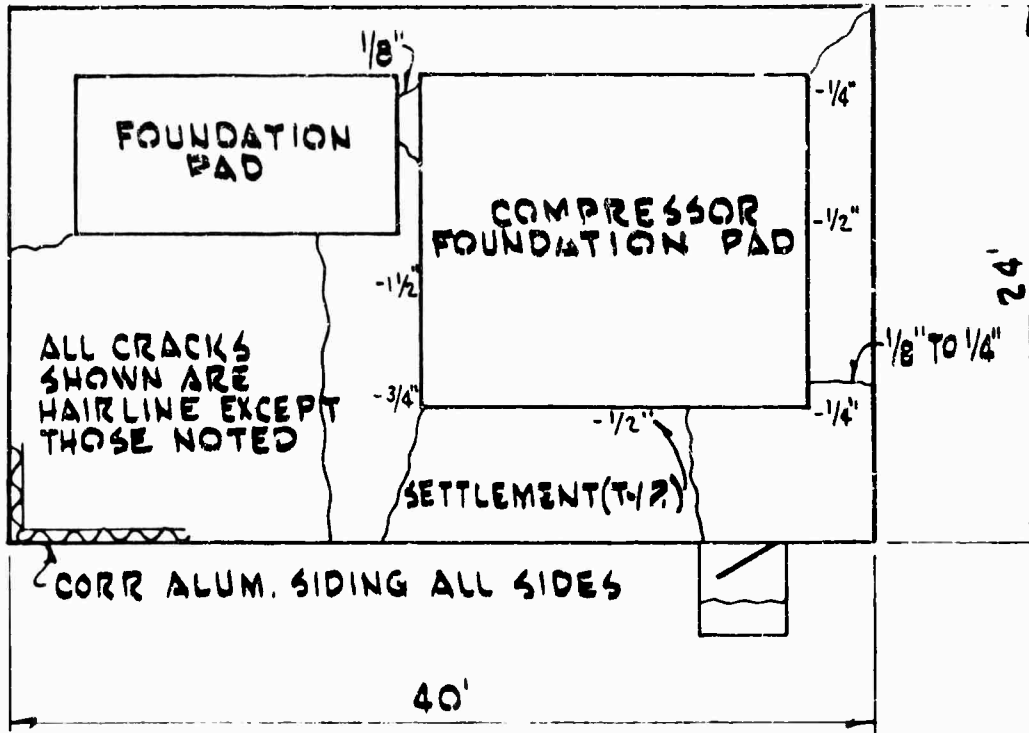 1/8"
FOUNDATION
PAD
-1/4"
COMPRESSOR
FOUNDATION PAD
-1/2"
24'
-1 1/2"
ALL CRACKS
SHOWN ARE
HAIRLINE EXCEPT
THOSE NOTED
1/8" TO 1/4"
-3/4"
-1/2"
-1/4"
SETTLEMENT
CORR ALUM. SIDING ALL SIDES
40'